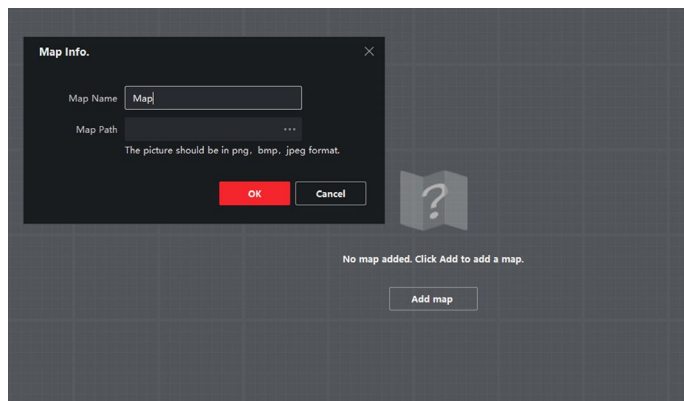 Map Info.
Map Name Map
Map Path ...
The picture should be in png, bmp, jpeg format.
OK Cancel
No map added. Click Add to add a map.
Add map